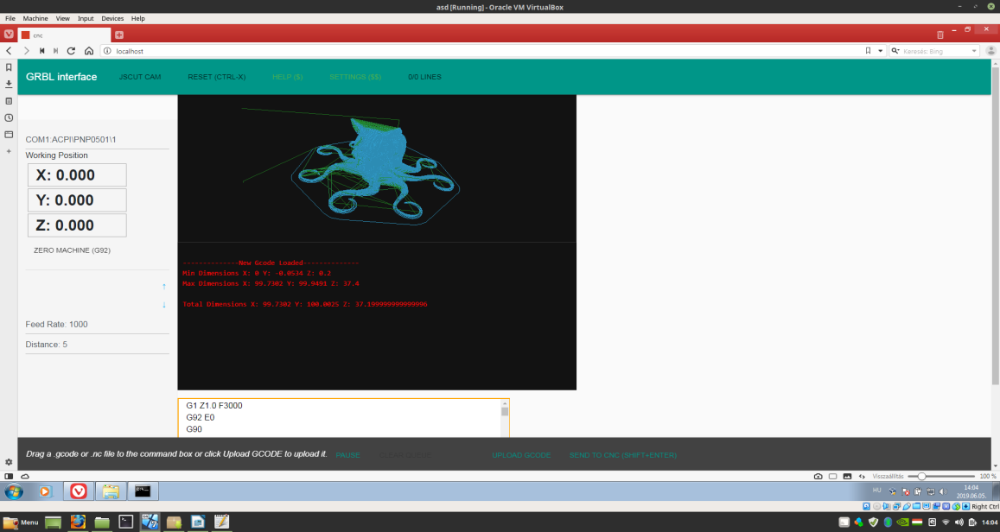 asd [Running] - Oracle VM VirtualBox
File Machine View Input Devices Help
cnc
localhost
Keresés: Bing
GRBL interface JSCUT CAM RESET (CTRL-X) HELP ($) SETTINGS ($$) 0/0 LINES
COM1:ACPI\PNP0501\1
Working Position
X: 0.000
Y: 0.000
Z: 0.000
ZERO MACHINE (G92)
↑
↓
Feed Rate: 1000
Distance: 5
--------------New Gcode Loaded--------------
Min Dimensions X: 0 Y: -0.0534 Z: 0.2
Max Dimensions X: 99.7302 Y: 99.9491 Z: 37.4
Total Dimensions X: 99.7302 Y: 100.0025 Z: 37.199999999999996
G1 Z1.0 F3000
G92 E0
G90
Drag a .gcode or .nc file to the command box or click Upload GCODE to upload it. PAUSE UPLOAD GCODE SEND TO CNC (SHIFT+ENTER)
Visszaállítás 100 %
HU 14:04
2019.06.05.
Right Ctrl
Menu 14:04